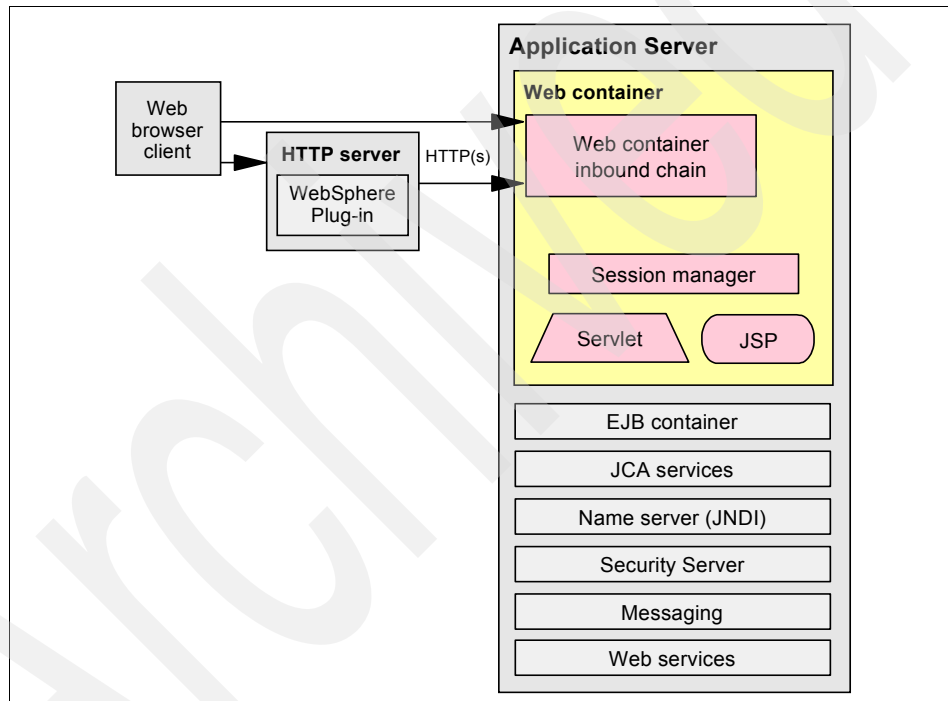 Application Server
Web container
Web
browser
client
HTTP server
WebSphere
Plug-in
HTTP(s)
Web container
inbound chain
Session manager
Servlet
JSP
EJB container
JCA services
Name server (JNDI)
Security Server
Messaging
Web services
Archived